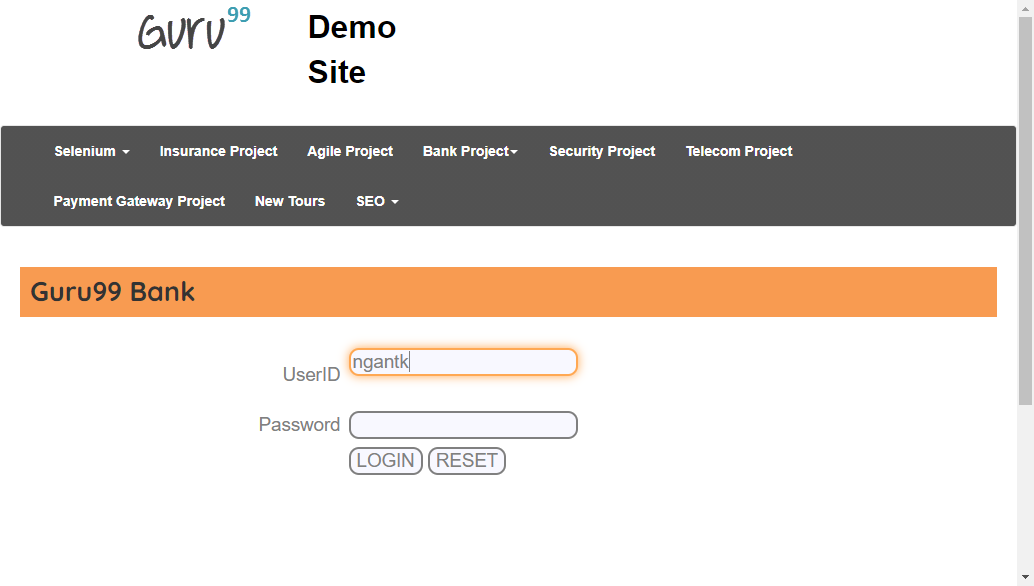 Guru99
Demo
Site
Selenium Insurance Project Agile Project Bank Project Security Project Telecom Project
Payment Gateway Project New Tours SEO
Guru99 Bank
UserID ngantk
Password
LOGIN RESET